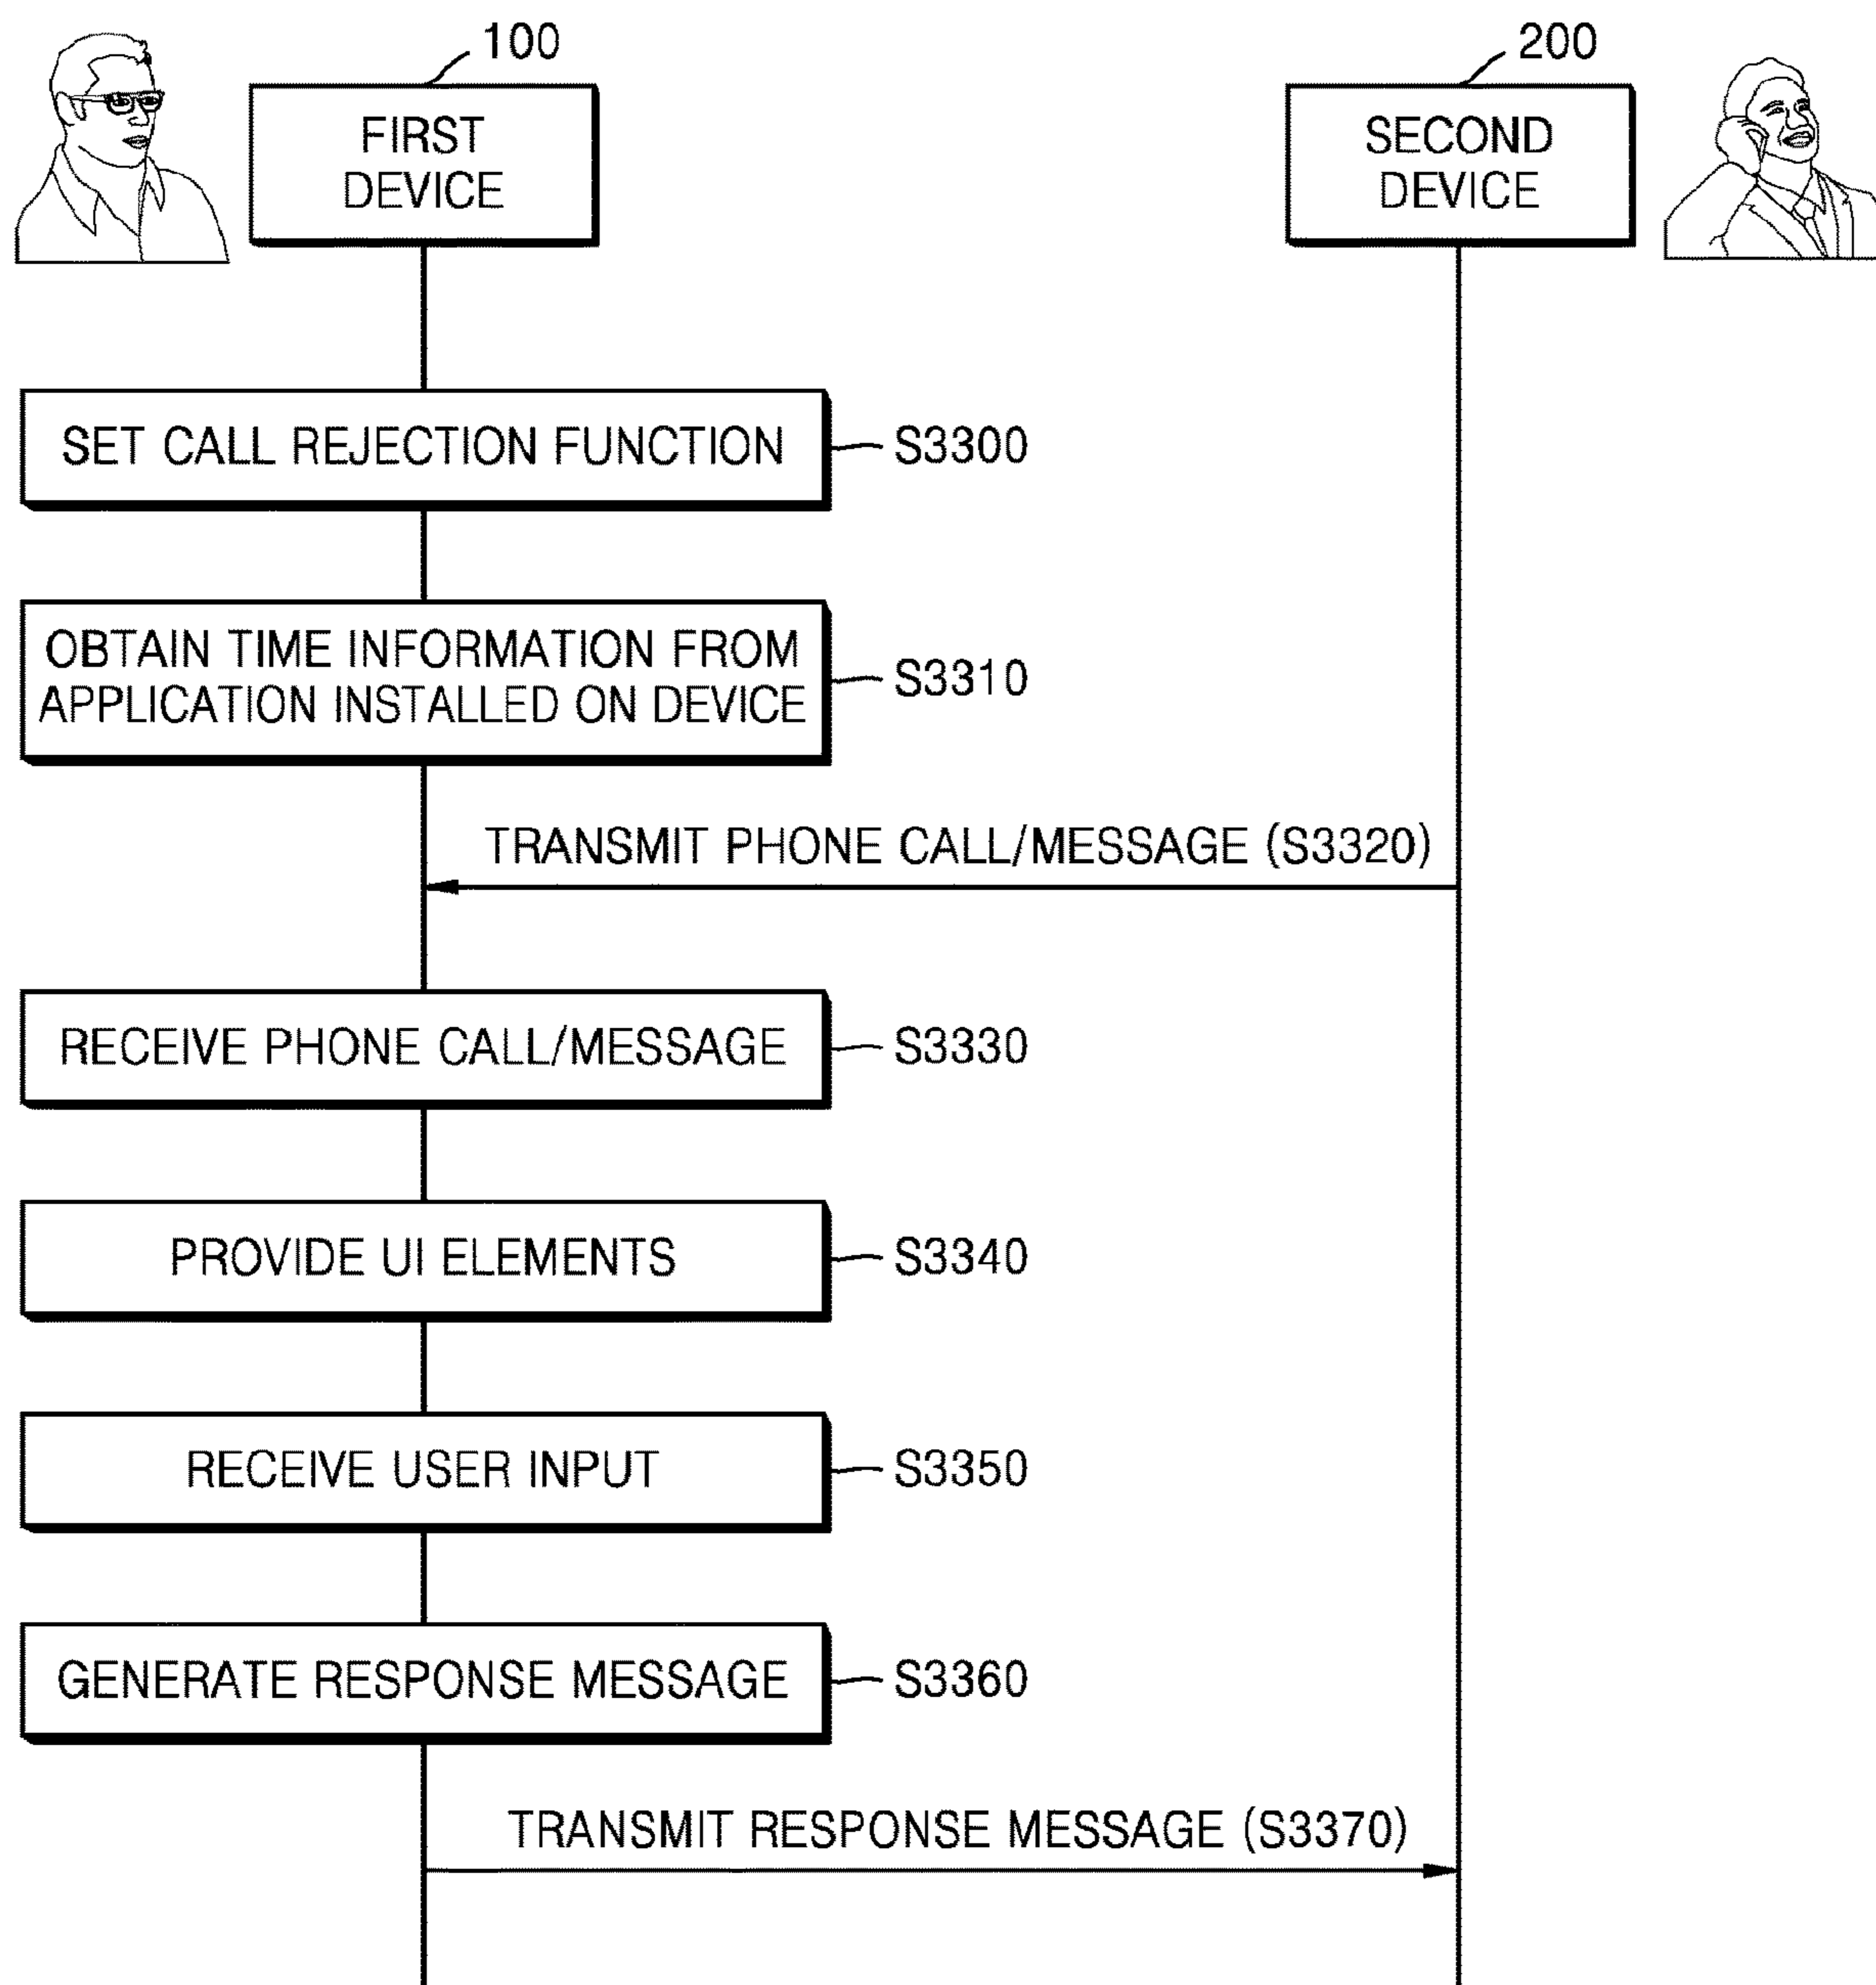 100
200
FIRST
DEVICE
SECOND
DEVICE
SET CALL REJECTION FUNCTION
S3300
OBTAIN TIME INFORMATION FROM
APPLICATION INSTALLED ON DEVICE
S3310
TRANSMIT PHONE CALL/MESSAGE (S3320)
RECEIVE PHONE CALL/MESSAGE
S3330
PROVIDE UI ELEMENTS
S3340
RECEIVE USER INPUT
S3350
GENERATE RESPONSE MESSAGE
S3360
TRANSMIT RESPONSE MESSAGE (S3370)